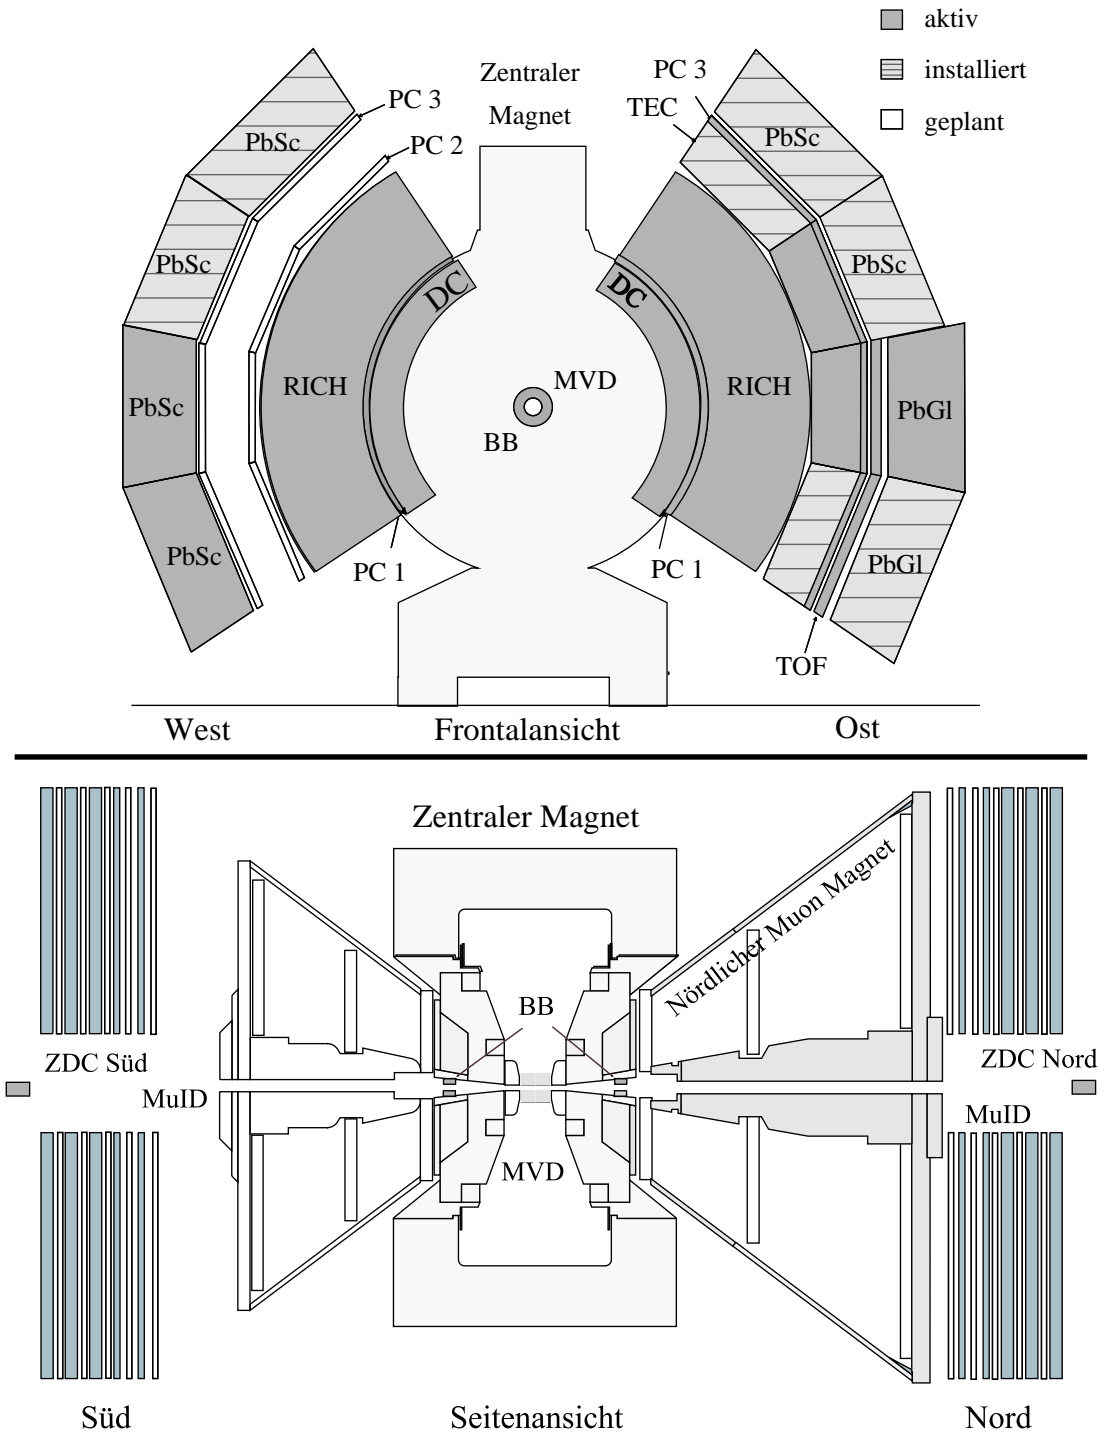 aktiv
installiert
geplant
Zentraler
Magnet
PC 3
PC 2
PC 3
TEC
PbSc
PbSc
PbSc
PbSc
PbSc
PbSc
PbSc
DC
DC
RICH
RICH
MVD
BB
PbGl
PbGl
PC 1
PC 1
TOF
West
Frontalansicht
Ost
Zentraler Magnet
Nördlicher Muon Magnet
BB
ZDC Süd
ZDC Nord
MuID
MuID
MVD
Süd
Seitenansicht
Nord